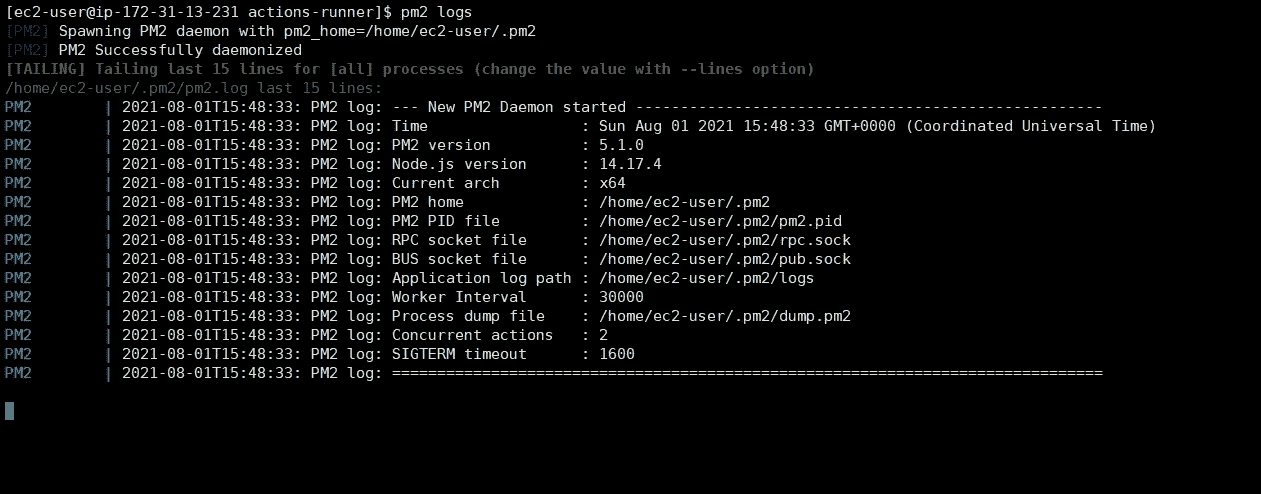 [ec2-user@ip-172-31-13-231 actions-runner]$ pm2 logs
[PM2] Spawning PM2 daemon with pm2_home=/home/ec2-user/.pm2
[PM2] PM2 Successfully daemonized
[TAILING] Tailing last 15 lines for [all] processes (change the value with --lines option)
/home/ec2-user/.pm2/pm2.log last 15 lines:
PM2        | 2021-08-01T15:48:33: PM2 log: --- New PM2 Daemon started ----------------------------------------------------
PM2        | 2021-08-01T15:48:33: PM2 log: Time                 : Sun Aug 01 2021 15:48:33 GMT+0000 (Coordinated Universal Time)
PM2        | 2021-08-01T15:48:33: PM2 log: PM2 version          : 5.1.0
PM2        | 2021-08-01T15:48:33: PM2 log: Node.js version      : 14.17.4
PM2        | 2021-08-01T15:48:33: PM2 log: Current arch         : x64
PM2        | 2021-08-01T15:48:33: PM2 log: PM2 home             : /home/ec2-user/.pm2
PM2        | 2021-08-01T15:48:33: PM2 log: PM2 PID file         : /home/ec2-user/.pm2/pm2.pid
PM2        | 2021-08-01T15:48:33: PM2 log: RPC socket file      : /home/ec2-user/.pm2/rpc.sock
PM2        | 2021-08-01T15:48:33: PM2 log: BUS socket file      : /home/ec2-user/.pm2/pub.sock
PM2        | 2021-08-01T15:48:33: PM2 log: Application log path : /home/ec2-user/.pm2/logs
PM2        | 2021-08-01T15:48:33: PM2 log: Worker Interval      : 30000
PM2        | 2021-08-01T15:48:33: PM2 log: Process dump file    : /home/ec2-user/.pm2/dump.pm2
PM2        | 2021-08-01T15:48:33: PM2 log: Concurrent actions   : 2
PM2        | 2021-08-01T15:48:33: PM2 log: SIGTERM timeout      : 1600
PM2        | 2021-08-01T15:48:33: PM2 log: ===============================================================================